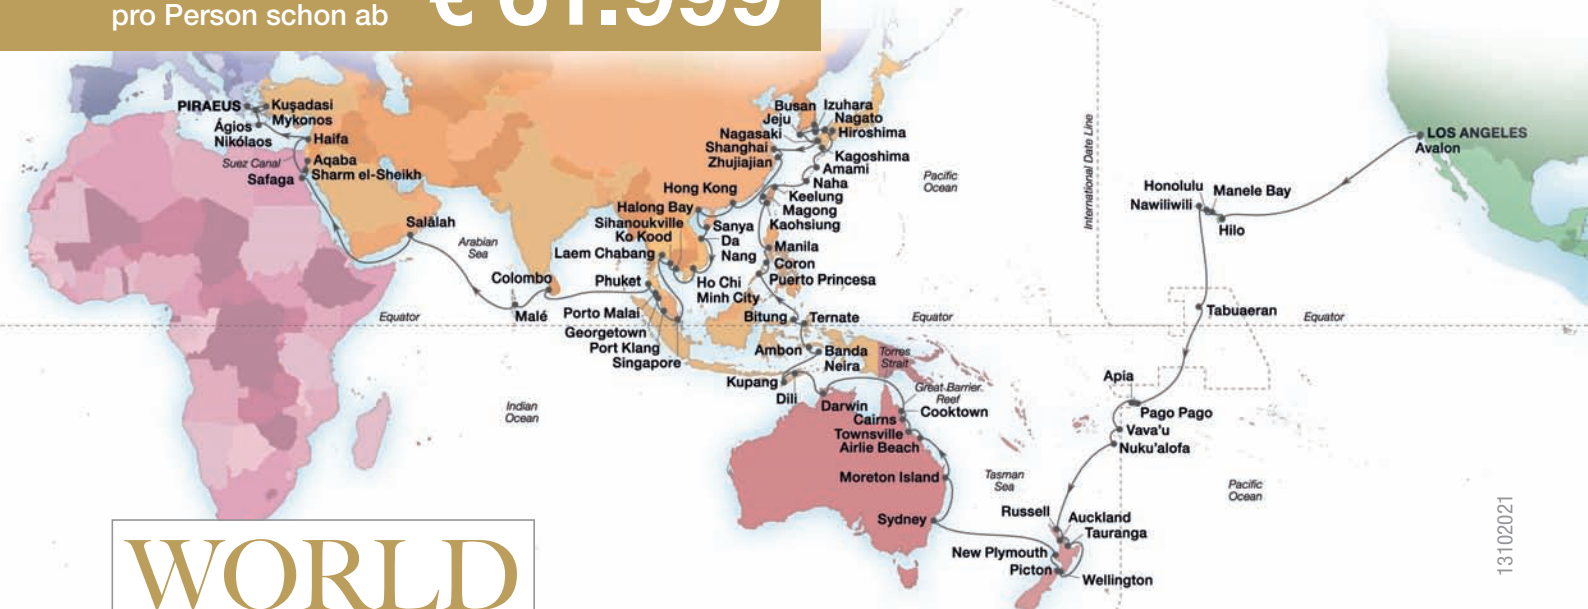 pro Person schon ab € 61.999
PIRAEUS
Kuşadasi
Mykonos
Ágios
Nikólaos
Haifa
Suez Canal
Aqaba
Sharm el-Sheikh
Safaga
Salālah
Arabian
Sea
Colombo
Malé
Equator
Indian
Ocean
Busan
Izuhara
Jeju
Nagato
Nagasaki
Hiroshima
Shanghai
Zhujiajian
Kagoshima
Amami
Naha
Hong Kong
Keelung
Magong
Kaohsiung
Halong Bay
Sihanoukville
Ko Kood
Sanya
Da
Nang
Laem Chabang
Manila
Coron
Puerto Princesa
Phuket
Ho Chi
Minh City
Porto Malai
Georgetown
Port Klang
Singapore
Bitung
Ternate
Ambon
Banda
Neira
Torres
Strait
Kupang
Dili
Darwin
Great Barrier
Reef
Cooktown
Cairns
Townsville
Airlie Beach
Moreton Island
Sydney
Tasman
Sea
Pacific
Ocean
Equator
International Date Line
LOS ANGELES
Avalon
Honolulu
Manele Bay
Nawiliwili
Hilo
Tabuaeran
Equator
Apia
Pago Pago
Vava'u
Nuku'alofa
Pacific
Ocean
Russell
Auckland
Tauranga
New Plymouth
Picton
Wellington
13102021
WORLD